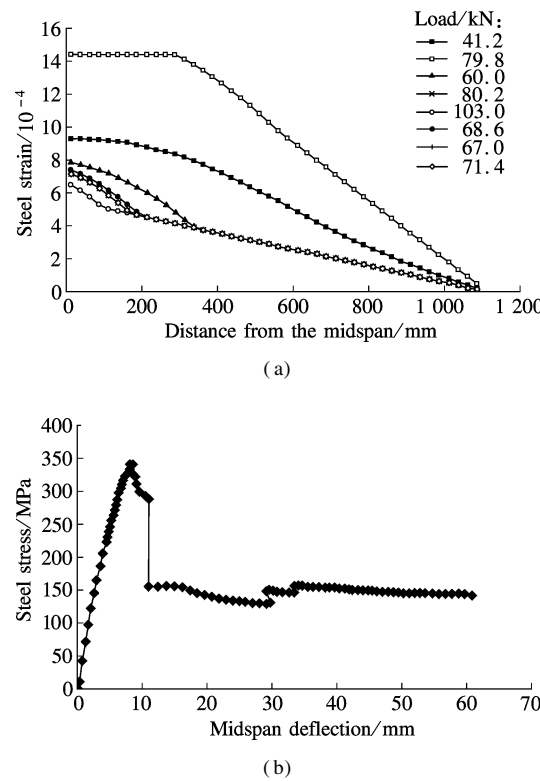 Load/kN:
41.2
79.8
60.0
80.2
103.0
68.6
67.0
71.4
Steel strain/10⁻⁴
16
14
12
10
8
6
4
2
0
0 200 400 600 800 1 000 1 200
Distance from the midspan/mm
(a)
Steel stress/MPa
400
350
300
250
200
150
100
50
0
0 10 20 30 40 50 60 70
Midspan deflection/mm
(b)